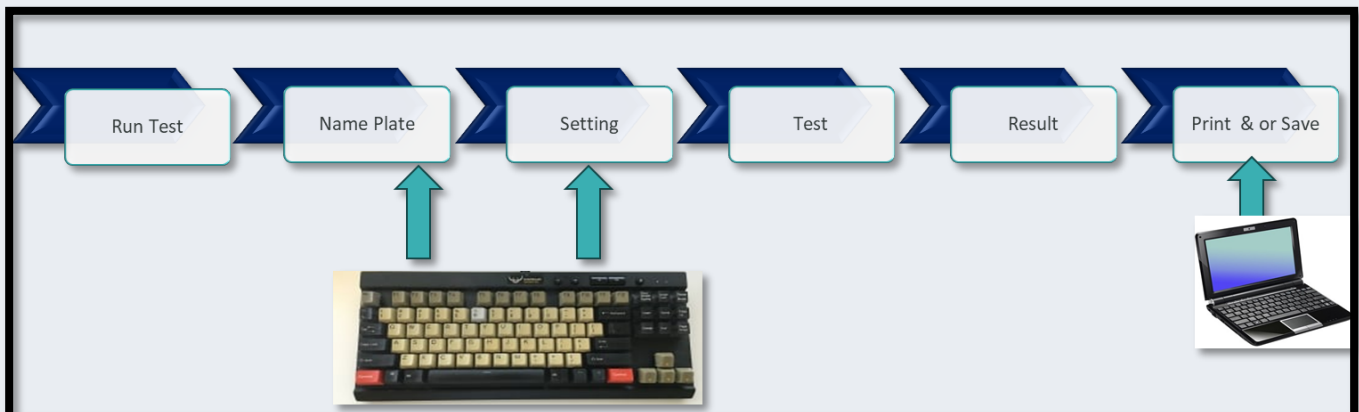 Run Test
Name Plate
Setting
Test
Result
Print & or Save